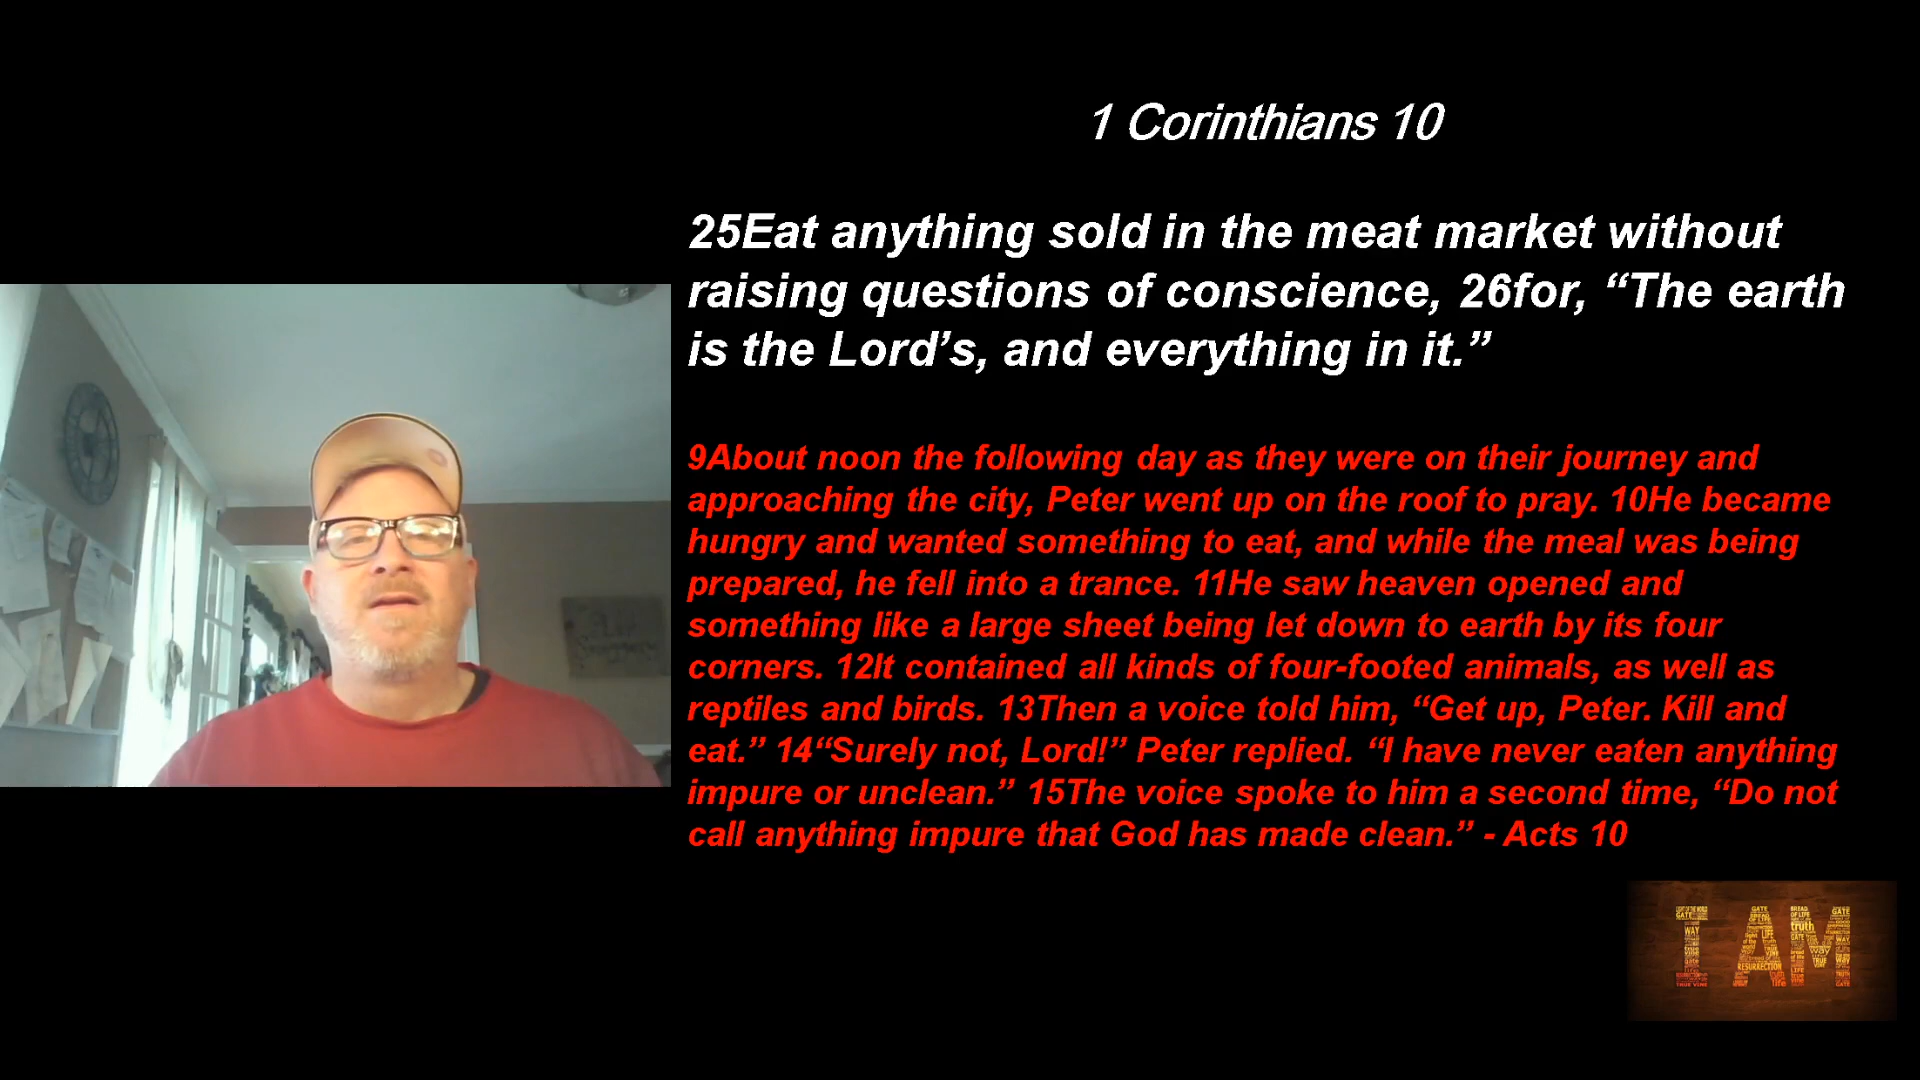 1 Corinthians 10
25Eat anything sold in the meat market without
raising questions of conscience, 26for, “The earth
is the Lord’s, and everything in it.”
9About noon the following day as they were on their journey and
approaching the city, Peter went up on the roof to pray. 10He became
hungry and wanted something to eat, and while the meal was being
prepared, he fell into a trance. 11He saw heaven opened and
something like a large sheet being let down to earth by its four
corners. 12It contained all kinds of four-footed animals, as well as
reptiles and birds. 13Then a voice told him, “Get up, Peter. Kill and
eat.” 14“Surely not, Lord!” Peter replied. “I have never eaten anything
impure or unclean.” 15The voice spoke to him a second time, “Do not
call anything impure that God has made clean.” - Acts 10
I AM